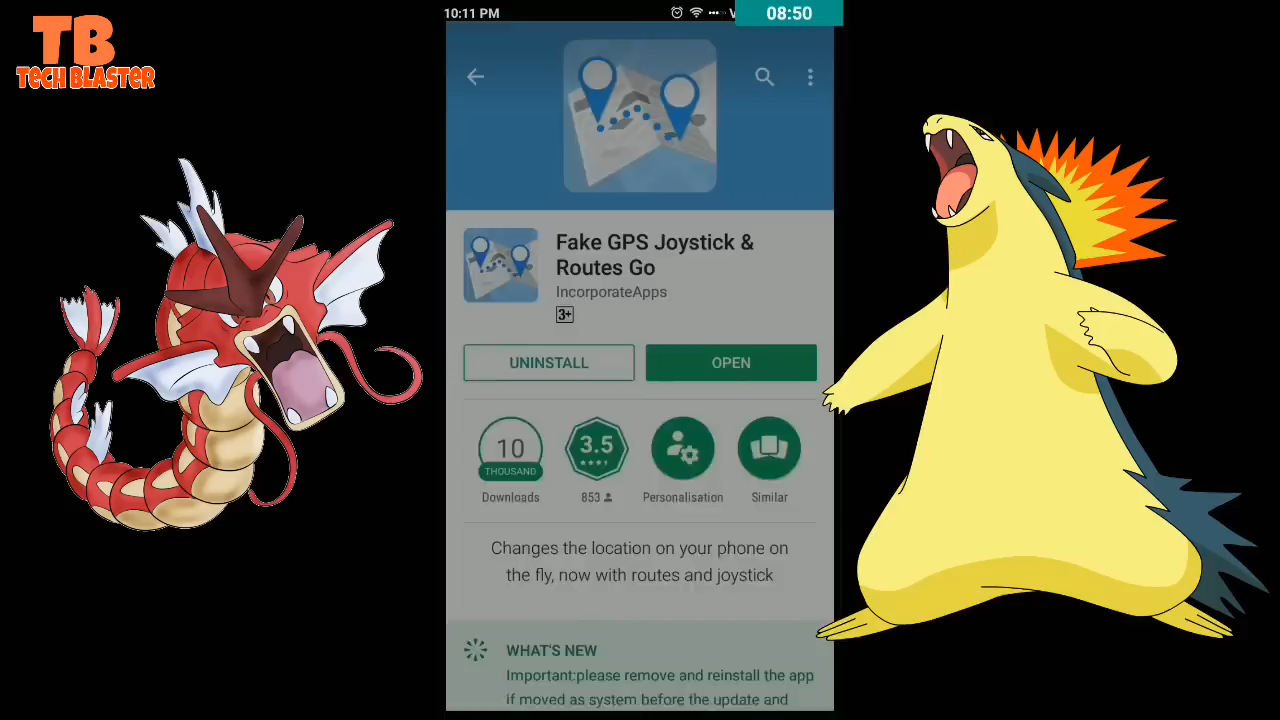 TB
TECH BLASTER
10:11 PM
08:50
Fake GPS Joystick &
Routes Go
IncorporateApps
3+
UNINSTALL
OPEN
10
THOUSAND
Downloads
3.5
853
Personalisation
Similar
Changes the location on your phone on
the fly, now with routes and joystick
WHAT'S NEW
Important:please remove and reinstall the app
if moved as system before the update and